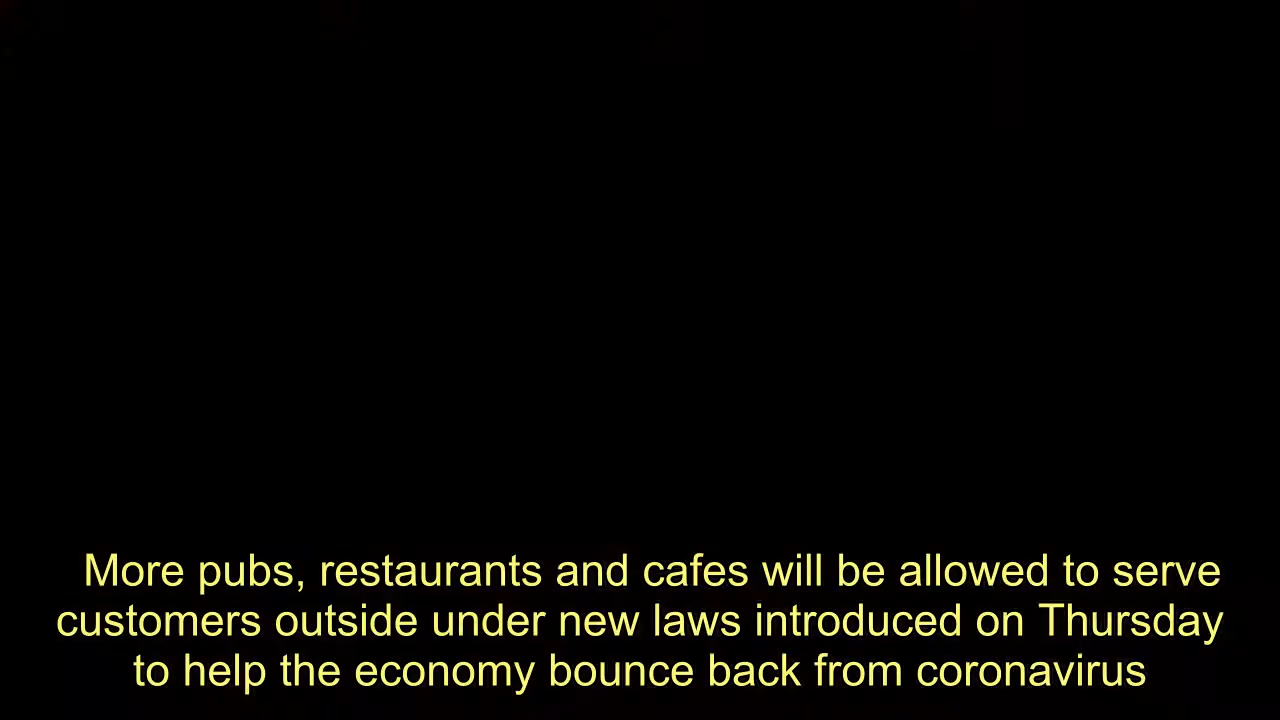 More pubs, restaurants and cafes will be allowed to serve
customers outside under new laws introduced on Thursday
to help the economy bounce back from coronavirus